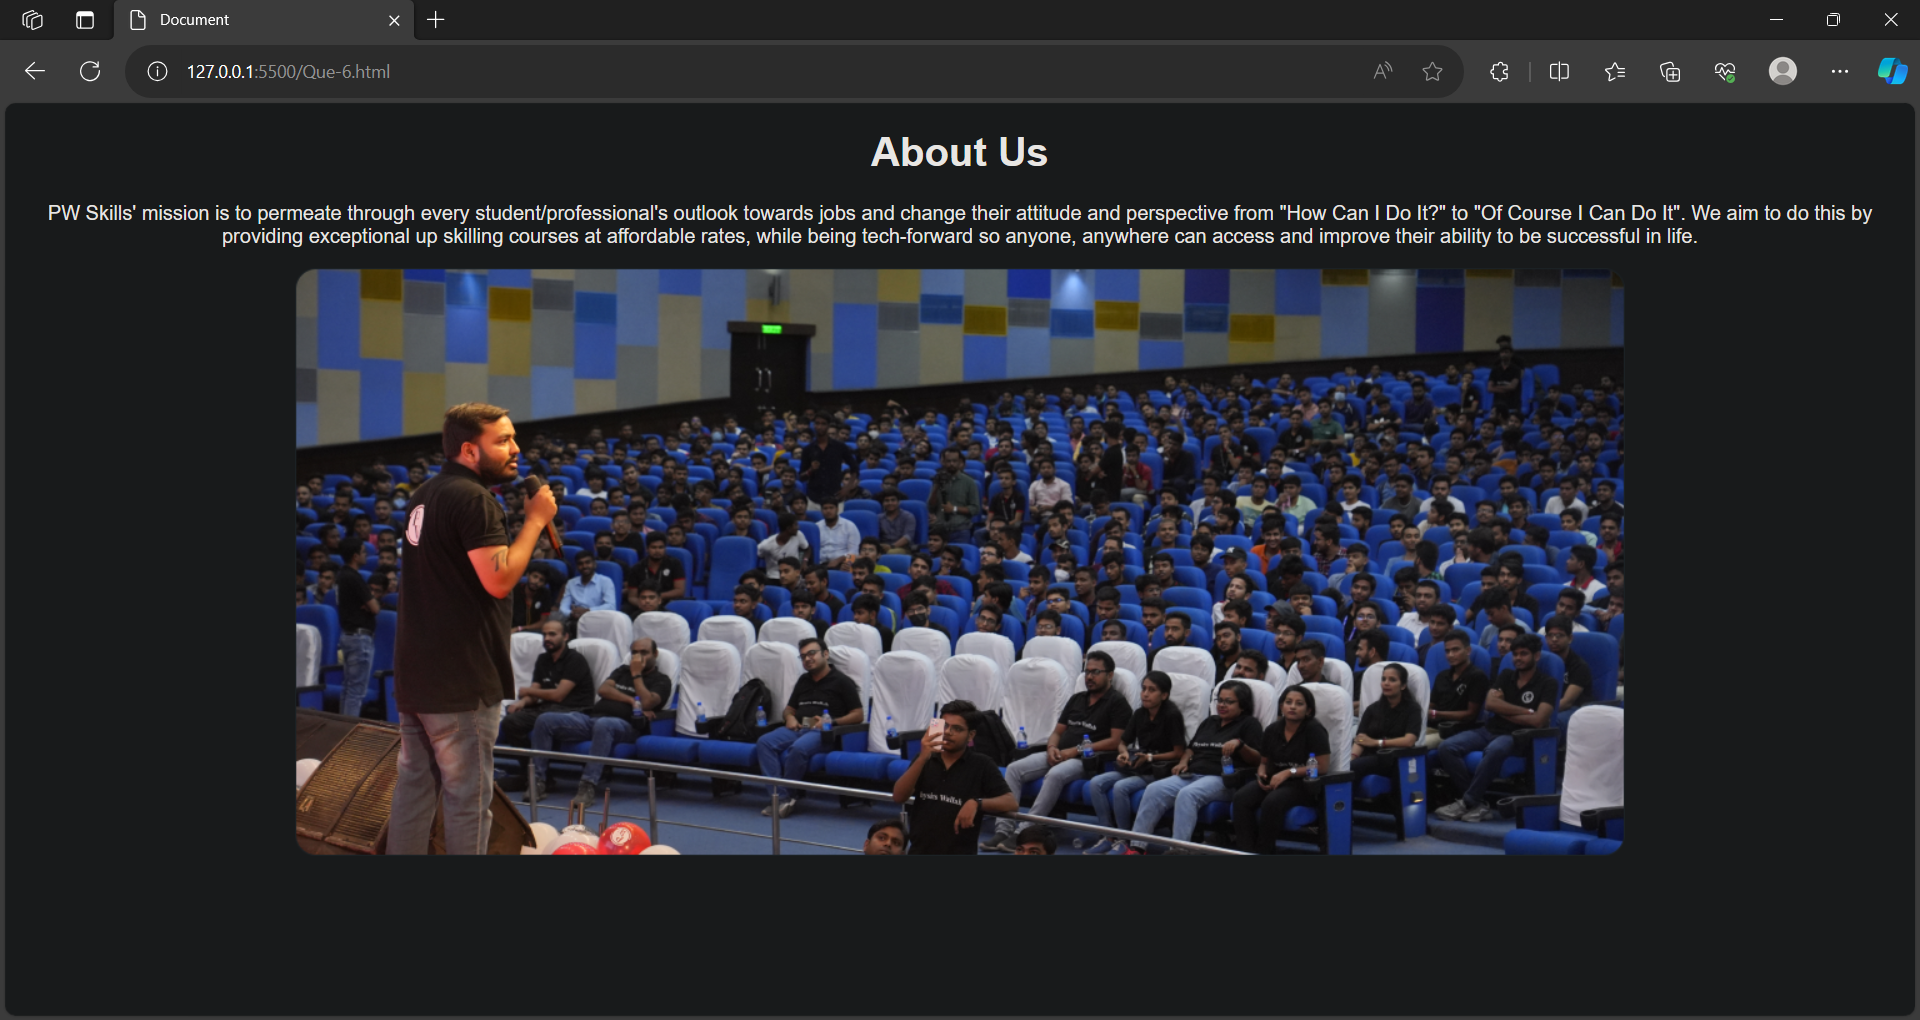 Document
127.0.0.1:5500/Que-6.html
About Us
PW Skills' mission is to permeate through every student/professional's outlook towards jobs and change their attitude and perspective from "How Can I Do It?" to "Of Course I Can Do It". We aim to do this by
providing exceptional up skilling courses at affordable rates, while being tech-forward so anyone, anywhere can access and improve their ability to be successful in life.